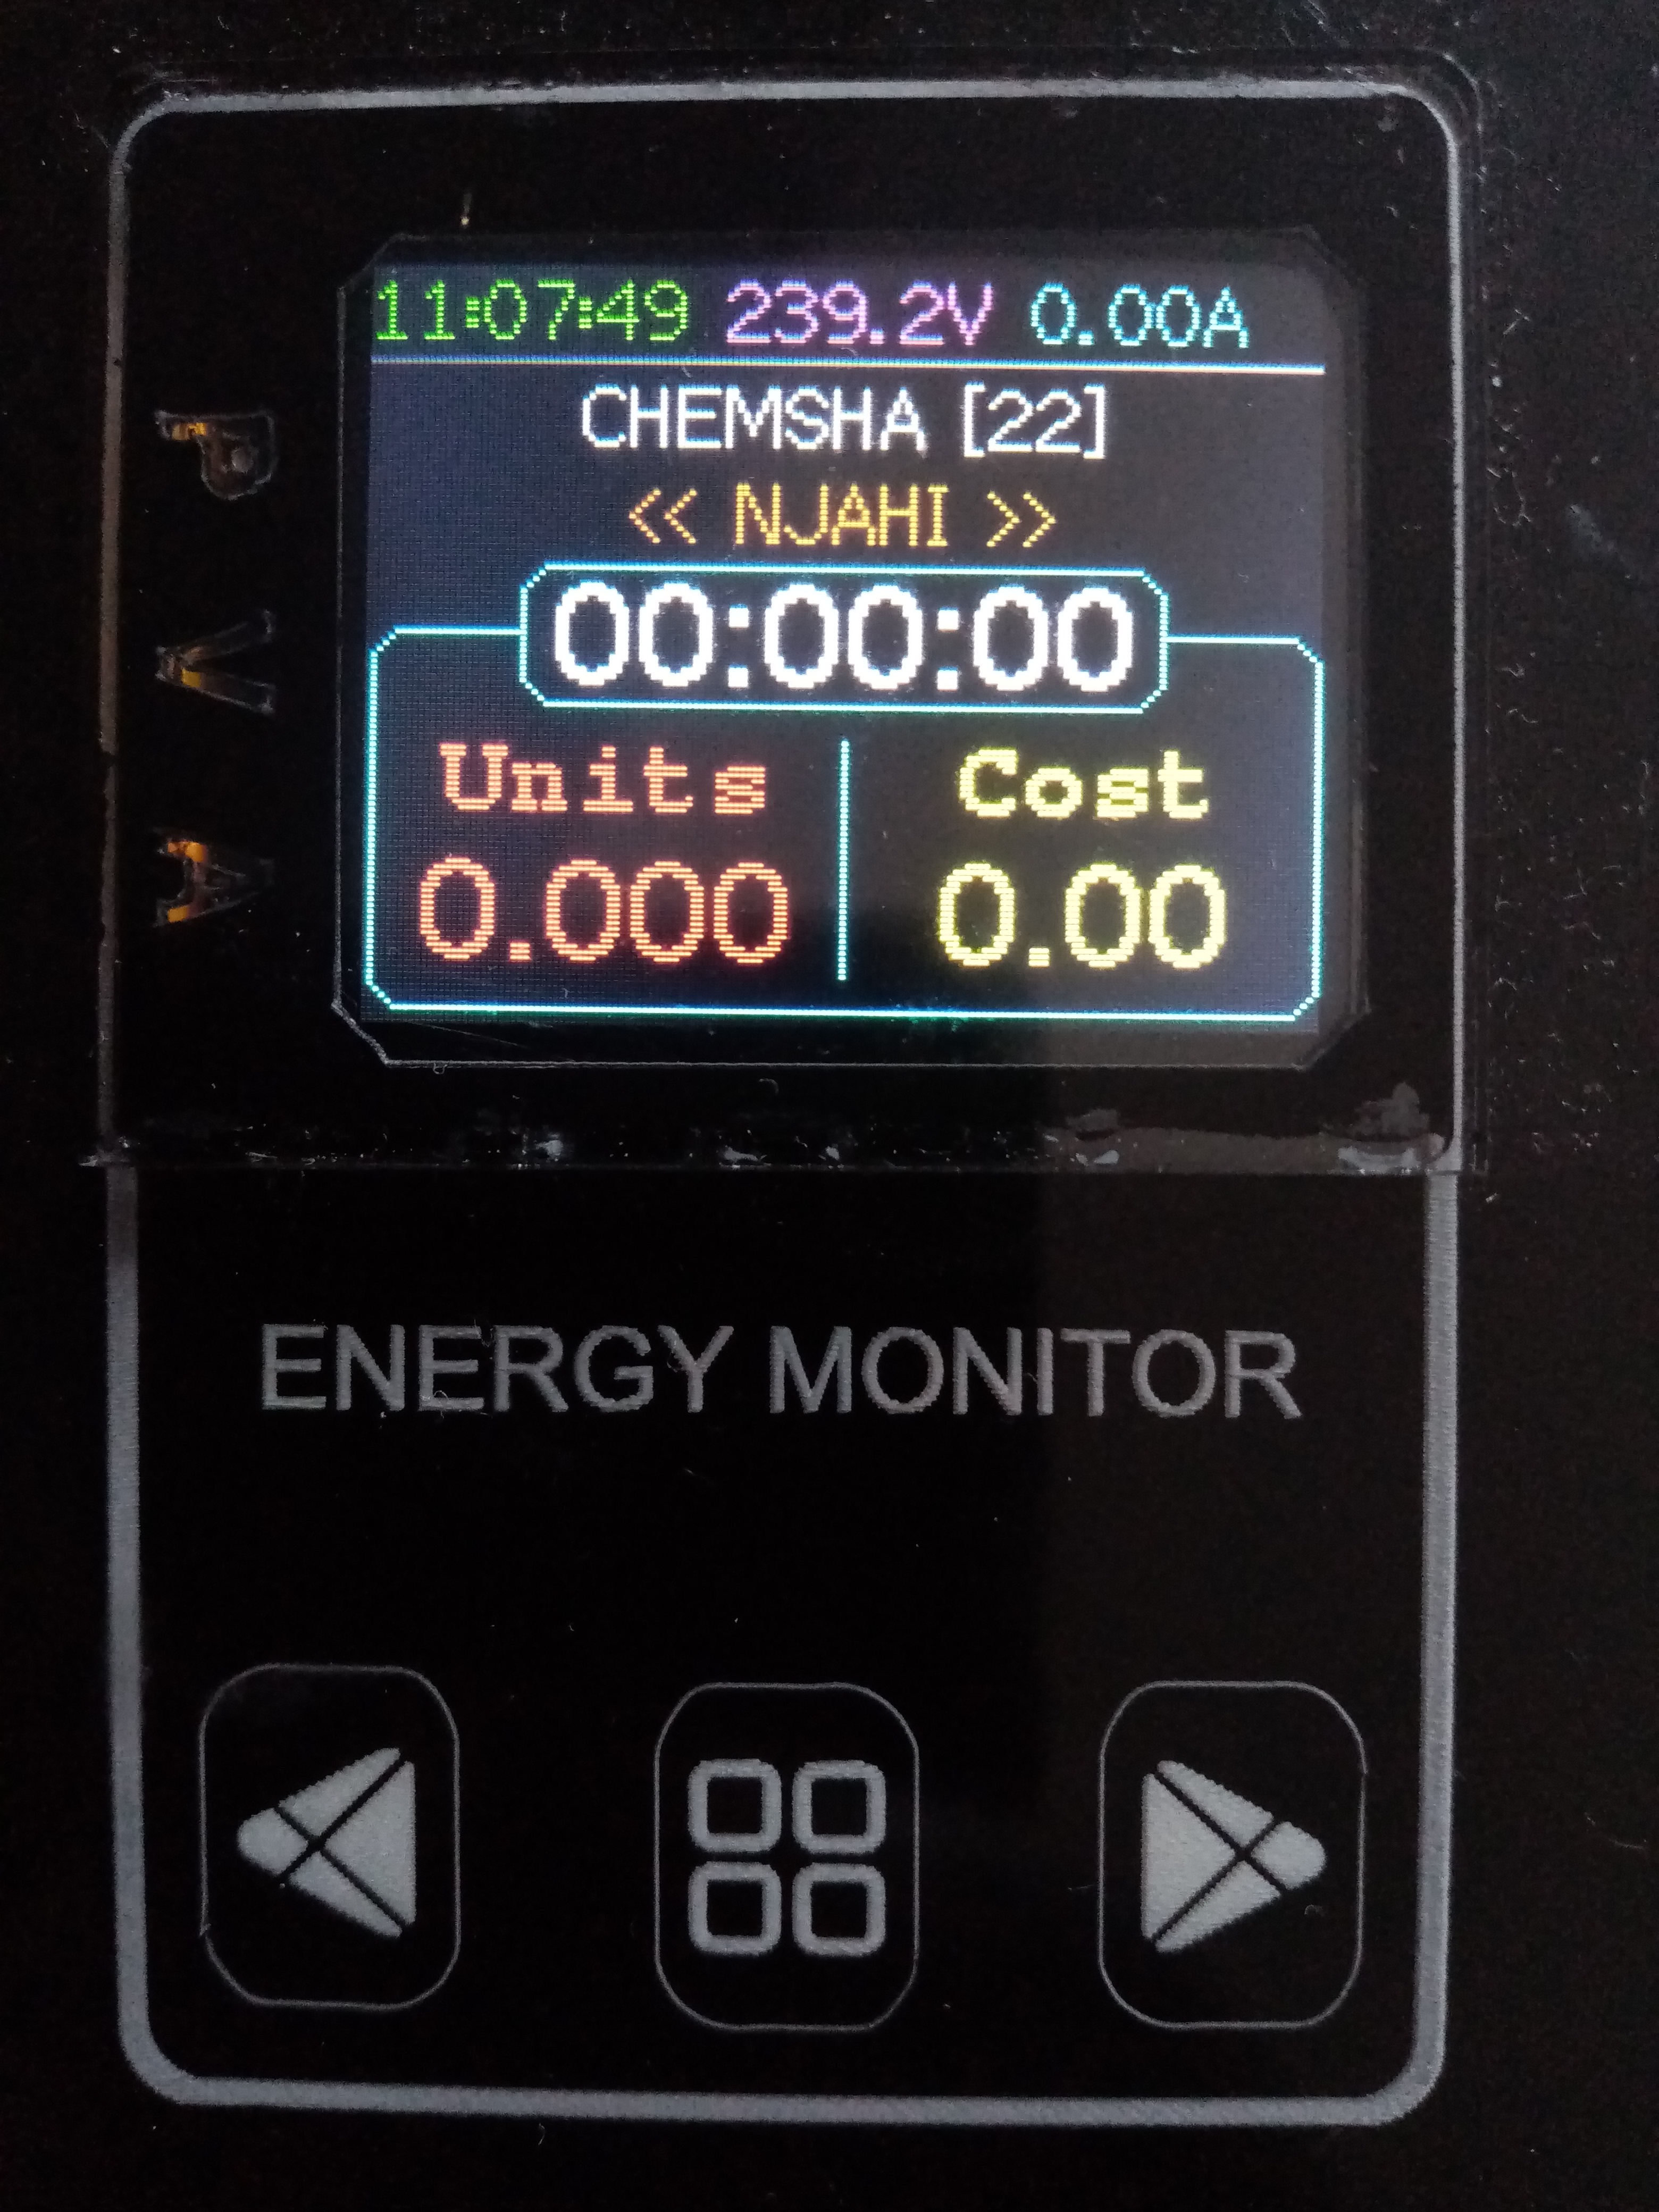 11:07:49 239.2V 0.00A
CHEMSHA [22]
<< NJAHI >>
00:00:00
Units Cost
0.000 0.00
P
V
A
ENERGY MONITOR